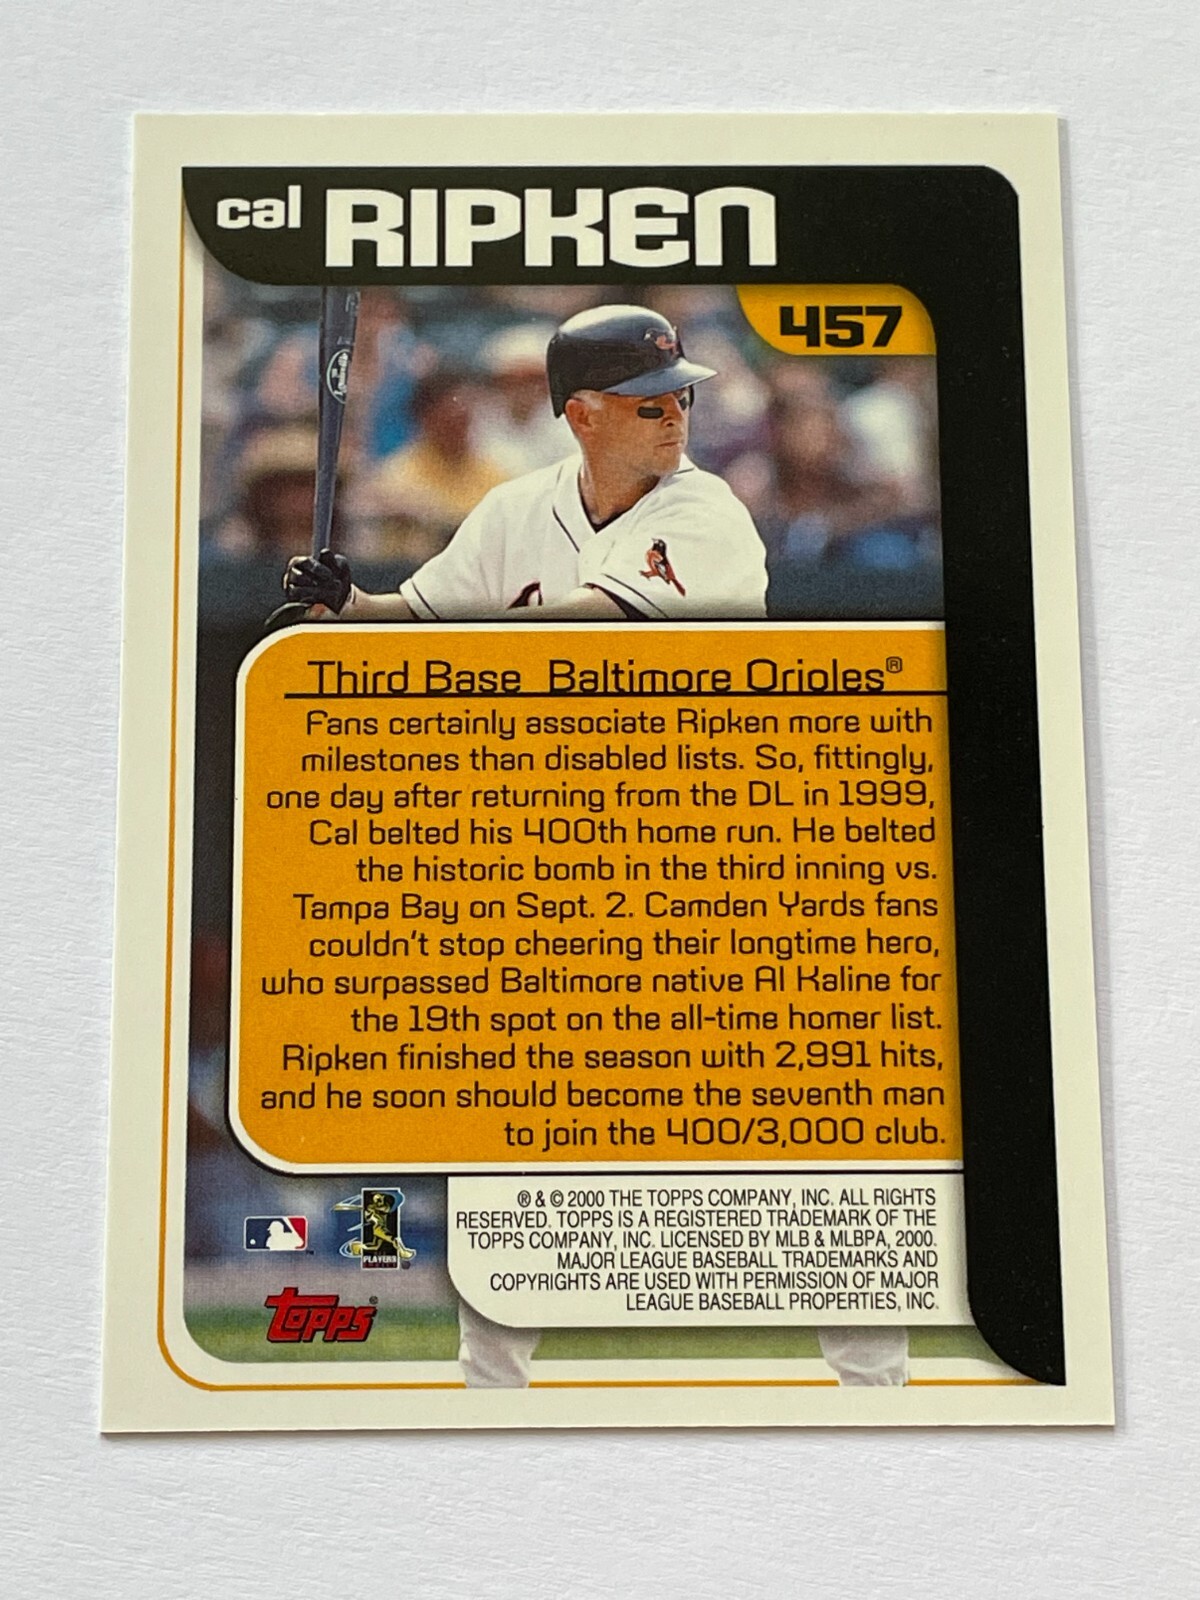 cal RIPKEN
457
Third Base Baltimore Orioles®
Fans certainly associate Ripken more with
milestones than disabled lists. So, fittingly,
one day after returning from the DL in 1999,
Cal belted his 400th home run. He belted
the historic bomb in the third inning vs.
Tampa Bay on Sept. 2. Camden Yards fans
couldn't stop cheering their longtime hero,
who surpassed Baltimore native Al Kaline for
the 19th spot on the all-time homer list.
Ripken finished the season with 2,991 hits,
and he soon should become the seventh man
to join the 400/3,000 club.
® & © 2000 THE TOPPS COMPANY, INC. ALL RIGHTS
RESERVED. TOPPS IS A REGISTERED TRADEMARK OF THE
TOPPS COMPANY, INC. LICENSED BY MLB & MLBPA, 2000.
MAJOR LEAGUE BASEBALL TRADEMARKS AND
COPYRIGHTS ARE USED WITH PERMISSION OF MAJOR
LEAGUE BASEBALL PROPERTIES, INC.
PLAYERS
topps®